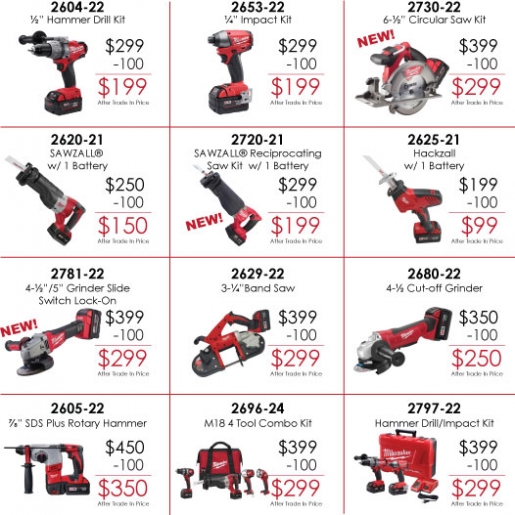 2604-22
½" Hammer Drill Kit
$299
-100
$199
After Trade In Price
2653-22
¼" Impact Kit
$299
-100
$199
After Trade In Price
2730-22
6-½" Circular Saw Kit
NEW!
$399
-100
$299
After Trade In Price
2620-21
SAWZALL®
w/ 1 Battery
$250
-100
$150
After Trade In Price
2720-21
SAWZALL® Reciprocating
Saw Kit w/ 1 Battery
NEW!
$299
-100
$199
After Trade In Price
2625-21
Hackzall
w/ 1 Battery
$199
-100
$99
After Trade In Price
2781-22
4-½"/5" Grinder Slide
Switch Lock-On
NEW!
$399
-100
$299
After Trade In Price
2629-22
3-¼"Band Saw
$399
-100
$299
After Trade In Price
2680-22
4-½ Cut-off Grinder
$350
-100
$250
After Trade In Price
2605-22
⅞" SDS Plus Rotary Hammer
$450
-100
$350
After Trade In Price
2696-24
M18 4 Tool Combo Kit
$399
-100
$299
After Trade In Price
2797-22
Hammer Drill/Impact Kit
Milwaukee
$399
-100
$299
After Trade In Price